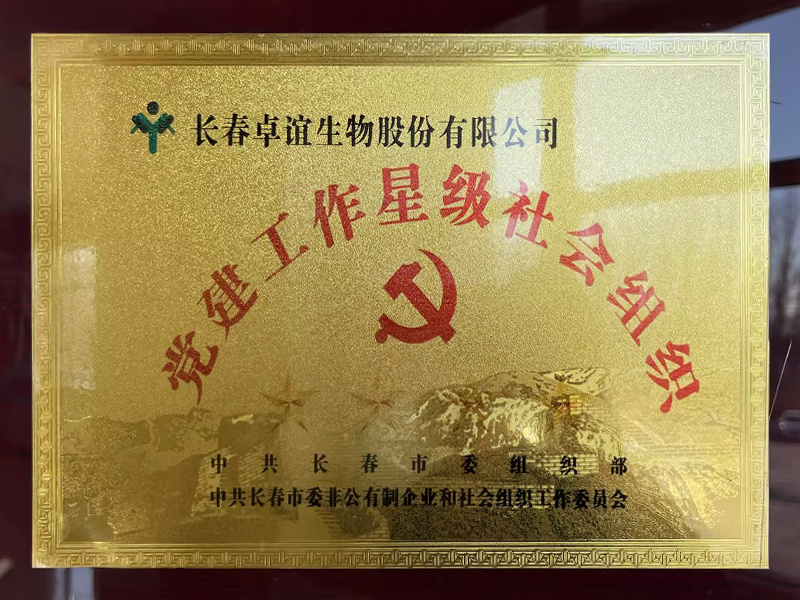 长春卓谊生物股份有限公司
党建工作星级社会组织
中共长春市委组织部
中共长春市委非公有制企业和社会组织工作委员会